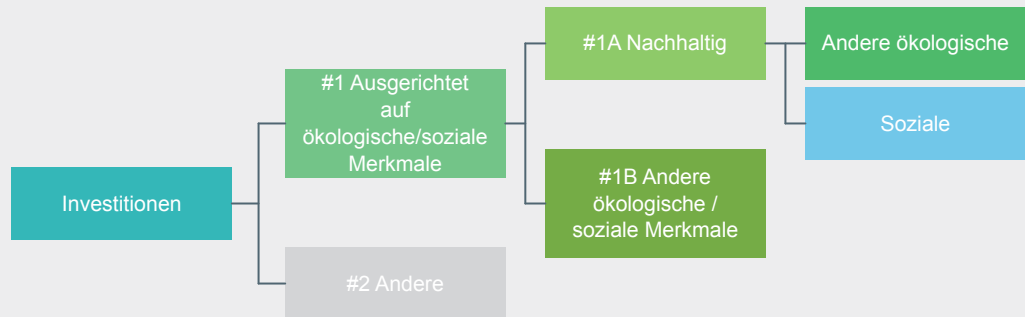 Investitionen
#1 Ausgerichtet
auf
ökologische/soziale
Merkmale
#2 Andere
#1A Nachhaltig
#1B Andere
ökologische /
soziale Merkmale
Andere ökologische
Soziale